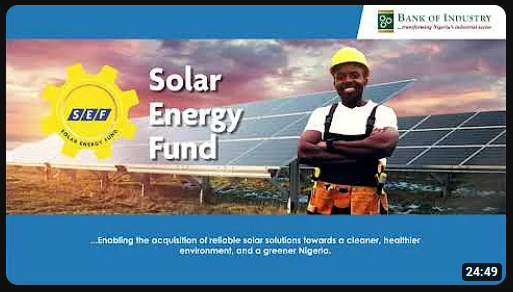 BANK OF INDUSTRY
...transforming Nigeria's industrial sector
Solar
Energy
Fund
SEF
SOLAR ENERGY FUND
...Enabling the acquisition of reliable solar solutions towards a cleaner, healthier
environment, and a greener Nigeria.
24:49